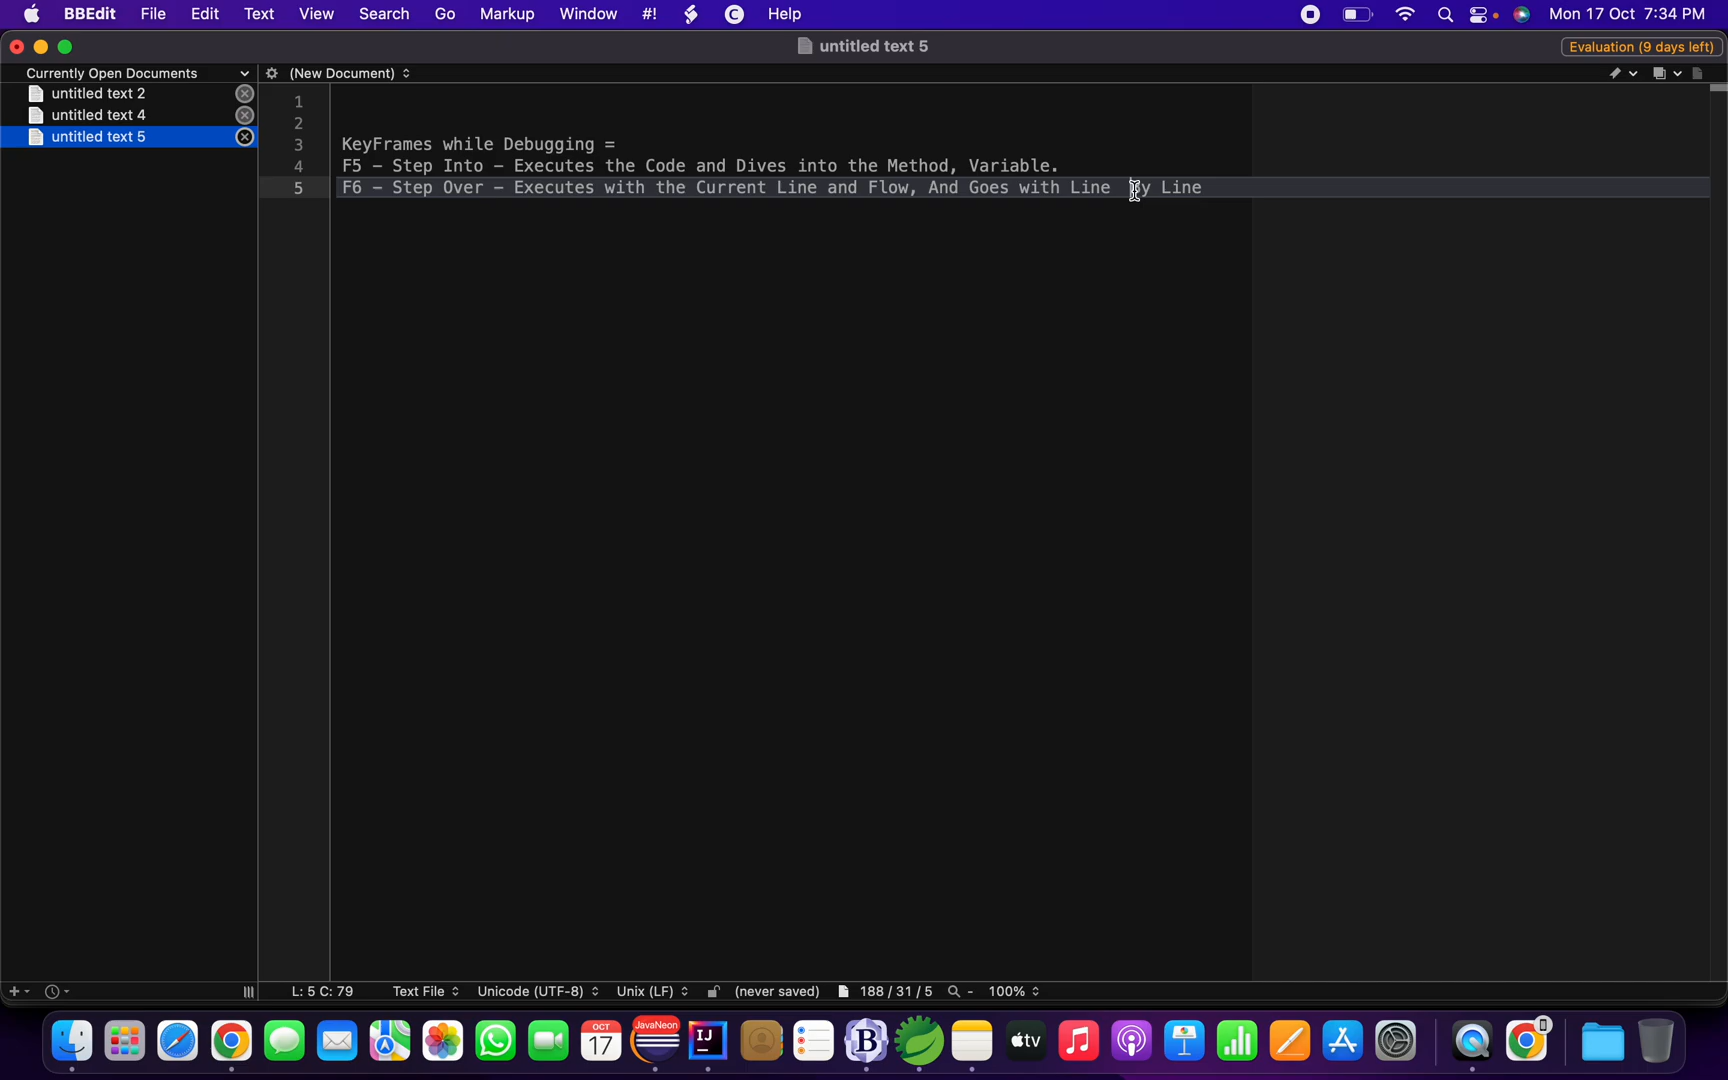 BBEdit File Edit Text View Search Go Markup Window #! Help Mon 17 Oct 7:34 PM
untitled text 5
Evaluation (9 days left)
Currently Open Documents
(New Document)
untitled text 2
untitled text 4
untitled text 5
1
2
3 KeyFrames while Debugging =
4 F5 – Step Into – Executes the Code and Dives into the Method, Variable.
5 F6 – Step Over – Executes with the Current Line and Flow, And Goes with Line By Line
L: 5 C: 79 Text File Unicode (UTF-8) Unix (LF) (never saved) 188 / 31 / 5 100%
OCT
17
JavaNeon
IJ
B
tv